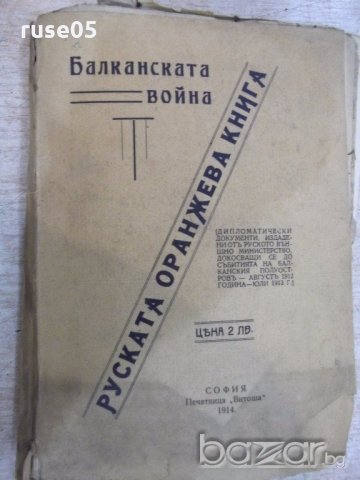 ruse05
Балканската
война
РУСКАТА ОРАНЖЕВА КНИГА
(ДИПЛОМАТИЧЕСКИ
ДОКУМЕНТИ, ИЗДАДЕ-
НИ ОТЪ РУСКОТО ВЪН-
ШНО МИНИСТЕРСТВО,
ДОКОСВАЩИ СЕ ДО
СЪБИТИЯТА НА БАЛ-
КАНСКИЯ ПОЛУОСТ-
РОВЪ — АВГУСТЪ 1912
ГОДИНА—ЮЛИ 1913 Г.)
ЦѢНА 2 ЛВ.
СОФИЯ
Печатница „Витоша“
1914.
bazar.бг